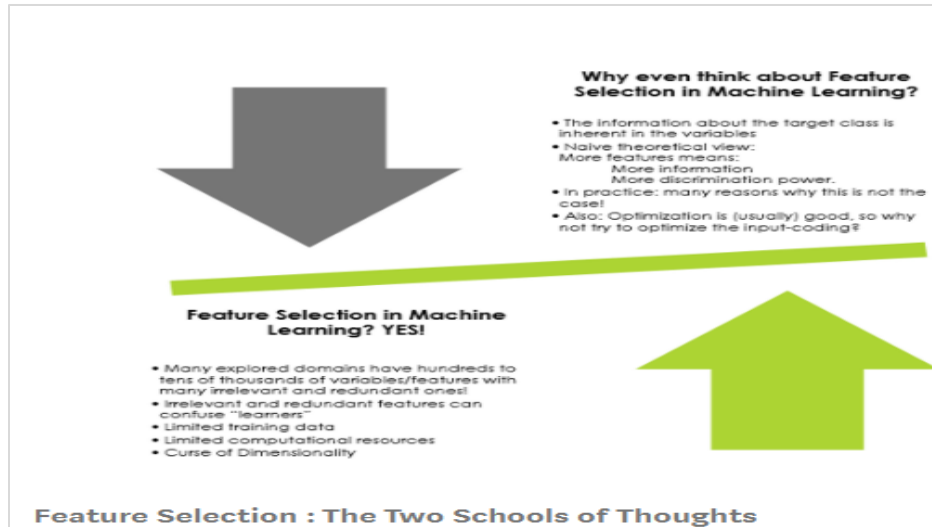 Why even think about Feature
Selection in Machine Learning?
• The information about the target class is
inherent in the variables
• Naive theoretical view:
More features means:
More information
More discrimination power.
• In practice: many reasons why this is not the
case!
• Also: Optimization is (usually) good, so why
not try to optimize the input-coding?
Feature Selection in Machine
Learning? YES!
• Many explored domains have hundreds to
tens of thousands of variables/features with
many irrelevant and redundant ones!
• Irrelevant and redundant features can
confuse "learners"
• Limited training data
• Limited computational resources
• Curse of Dimensionality
Feature Selection : The Two Schools of Thoughts